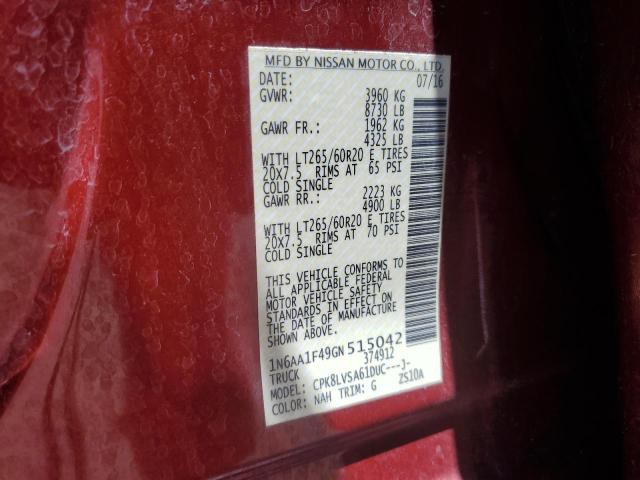 MFD BY NISSAN MOTOR CO., LTD.
DATE: 07/16
GVWR: 3960 KG
8730 LB
GAWR FR.: 1962 KG
4325 LB
WITH LT265/60R20 E TIRES
20X7.5 RIMS AT 65 PSI
COLD SINGLE
GAWR RR.: 2223 KG
4900 LB
WITH LT265/60R20 E TIRES
20X7.5 RIMS AT 70 PSI
COLD SINGLE
THIS VEHICLE CONFORMS TO
ALL APPLICABLE FEDERAL
MOTOR VEHICLE SAFETY
STANDARDS IN EFFECT ON
THE DATE OF MANUFACTURE
SHOWN ABOVE.
1N6AA1F49GN515042
TRUCK 374912
MODEL: CPK8LVSA61DUC---J-
COLOR: NAH TRIM: G ZS10A